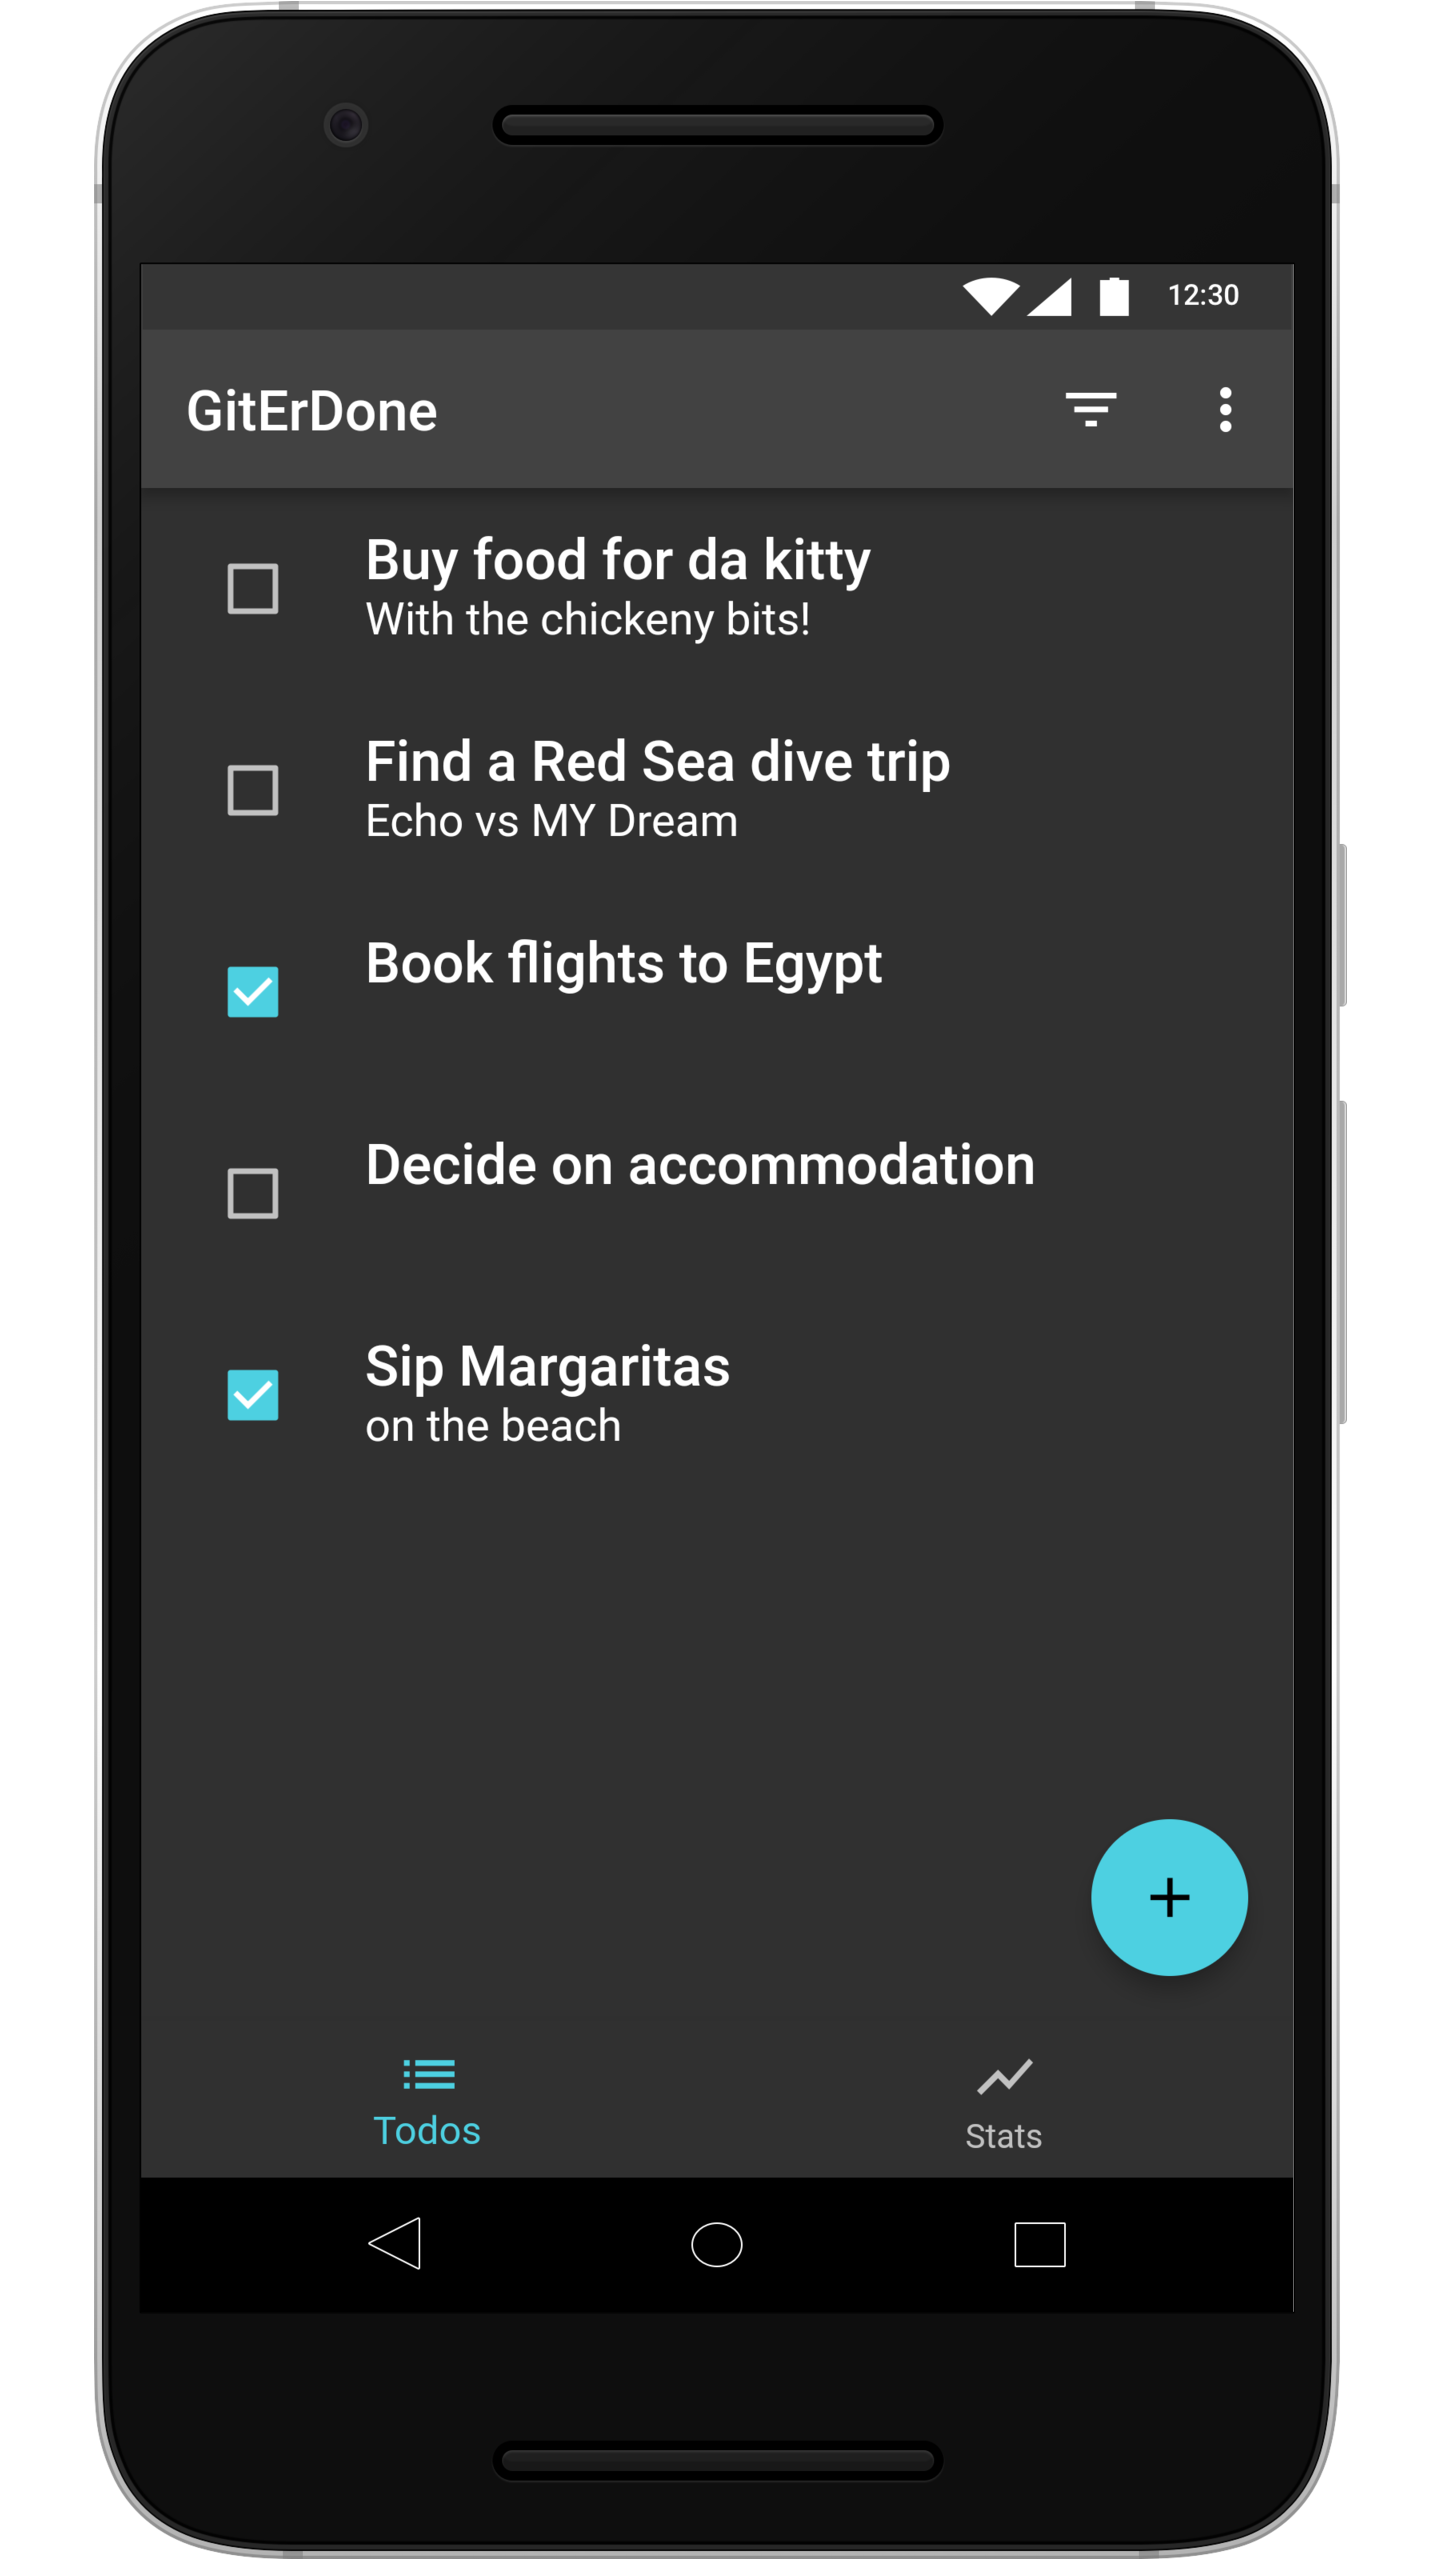 12:30
GitErDone
Buy food for da kitty
With the chickeny bits!
Find a Red Sea dive trip
Echo vs MY Dream
Book flights to Egypt
Decide on accommodation
Sip Margaritas
on the beach
Todos
Stats